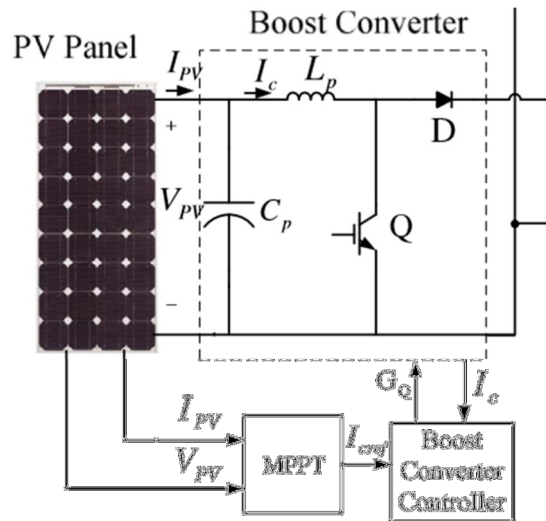 Boost Converter
PV Panel
I_PV
I_c
L_p
+
D
V_PV
C_p
Q
−
G_Q
I_c
I_PV
V_PV
MPPT
I_cref
Boost
Converter
Controller